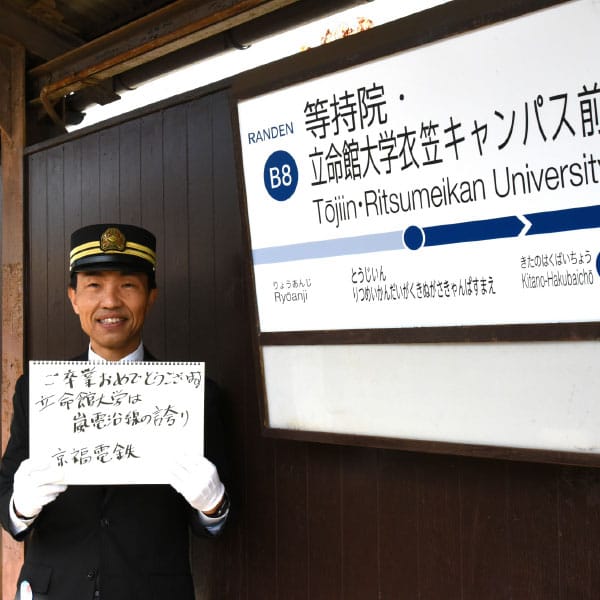 RANDEN
B8
等持院・
立命館大学衣笠キャンパス前
Tōjiin・Ritsumeikan University
りょうあんじ
Ryōanji
とうじいん
りつめいかんだいがくきぬがさきゃんぱすまえ
きたのはくばいちょう
Kitano-Hakubaichō
ご卒業おめでとうござい
立命館大学は
嵐電沿線の誇り
京福電鉄